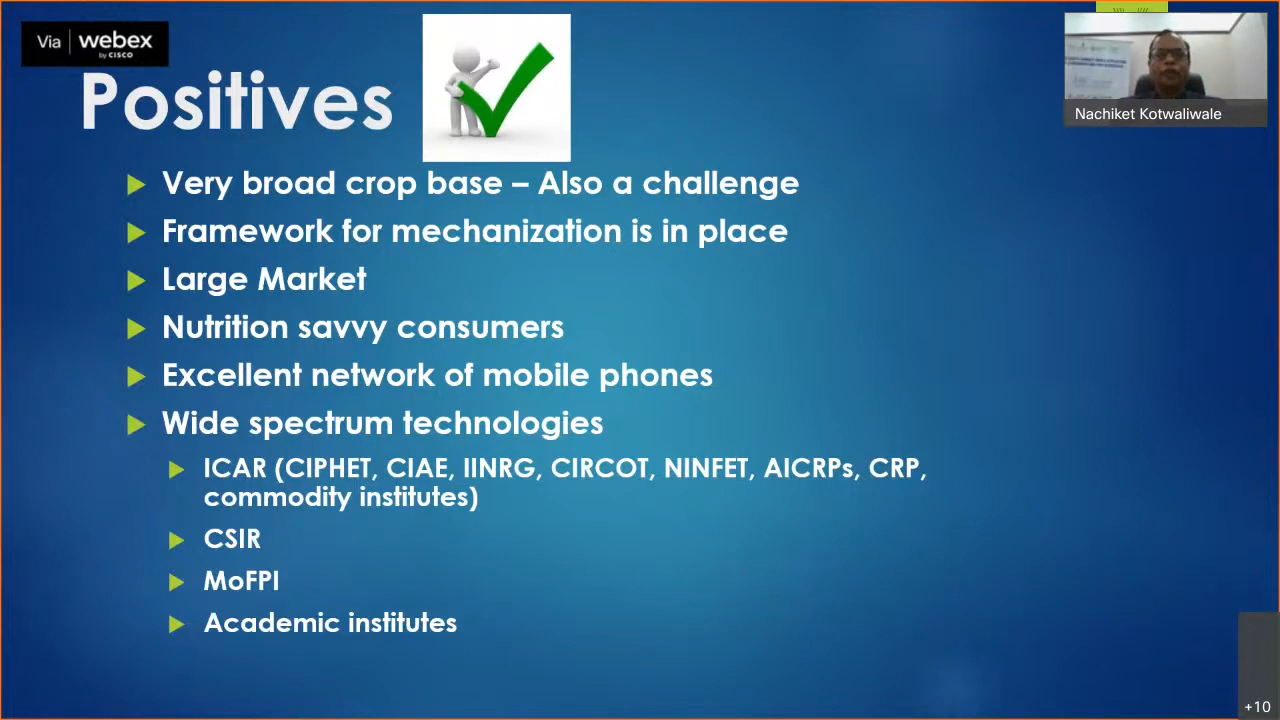 Via webex
by CISCO
Nachiket Kotwaliwale
Positives
Very broad crop base – Also a challenge
Framework for mechanization is in place
Large Market
Nutrition savvy consumers
Excellent network of mobile phones
Wide spectrum technologies
ICAR (CIPHET, CIAE, IINRG, CIRCOT, NINFET, AICRPs, CRP,
commodity institutes)
CSIR
MoFPI
Academic institutes
+10